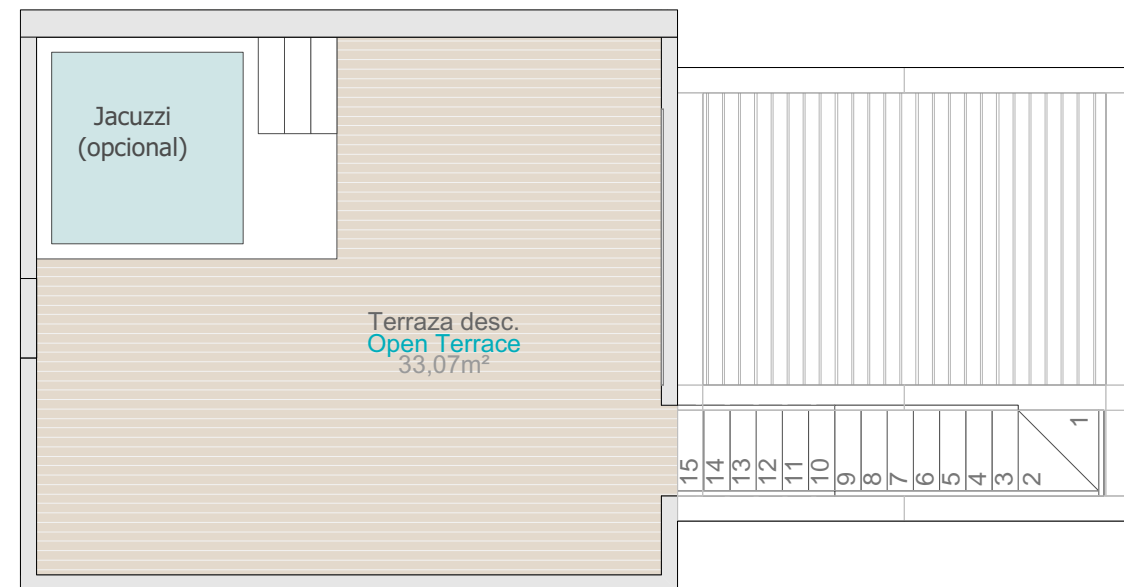 Jacuzzi
(opcional)
Terraza desc.
Open Terrace
33,07m²
15 14 13 12 11 10 9 8 7 6 5 4 3 2 1